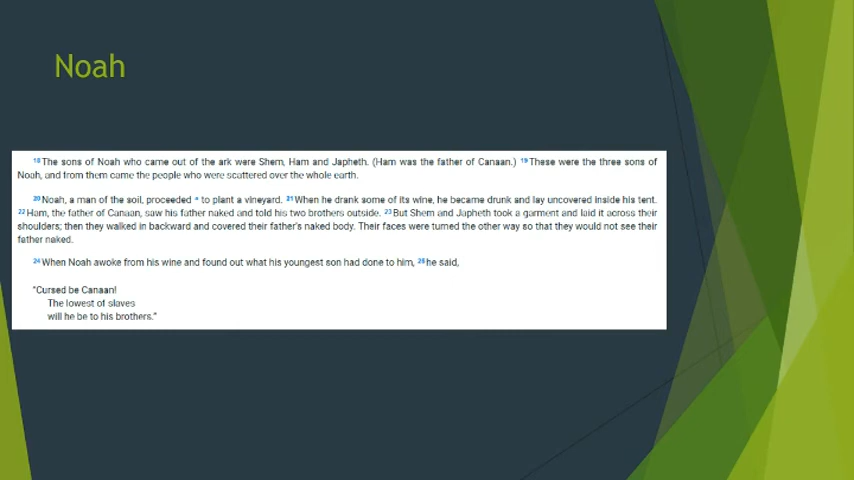 Noah
18 The sons of Noah who came out of the ark were Shem, Ham and Japheth. (Ham was the father of Canaan.) 19 These were the three sons of
Noah, and from them came the people who were scattered over the whole earth.
20 Noah, a man of the soil, proceeded a to plant a vineyard. 21 When he drank some of its wine, he became drunk and lay uncovered inside his tent.
22 Ham, the father of Canaan, saw his father naked and told his two brothers outside. 23 But Shem and Japheth took a garment and laid it across their
shoulders; then they walked in backward and covered their father's naked body. Their faces were turned the other way so that they would not see their
father naked.
24 When Noah awoke from his wine and found out what his youngest son had done to him, 25 he said,
"Cursed be Canaan!
The lowest of slaves
will he be to his brothers."